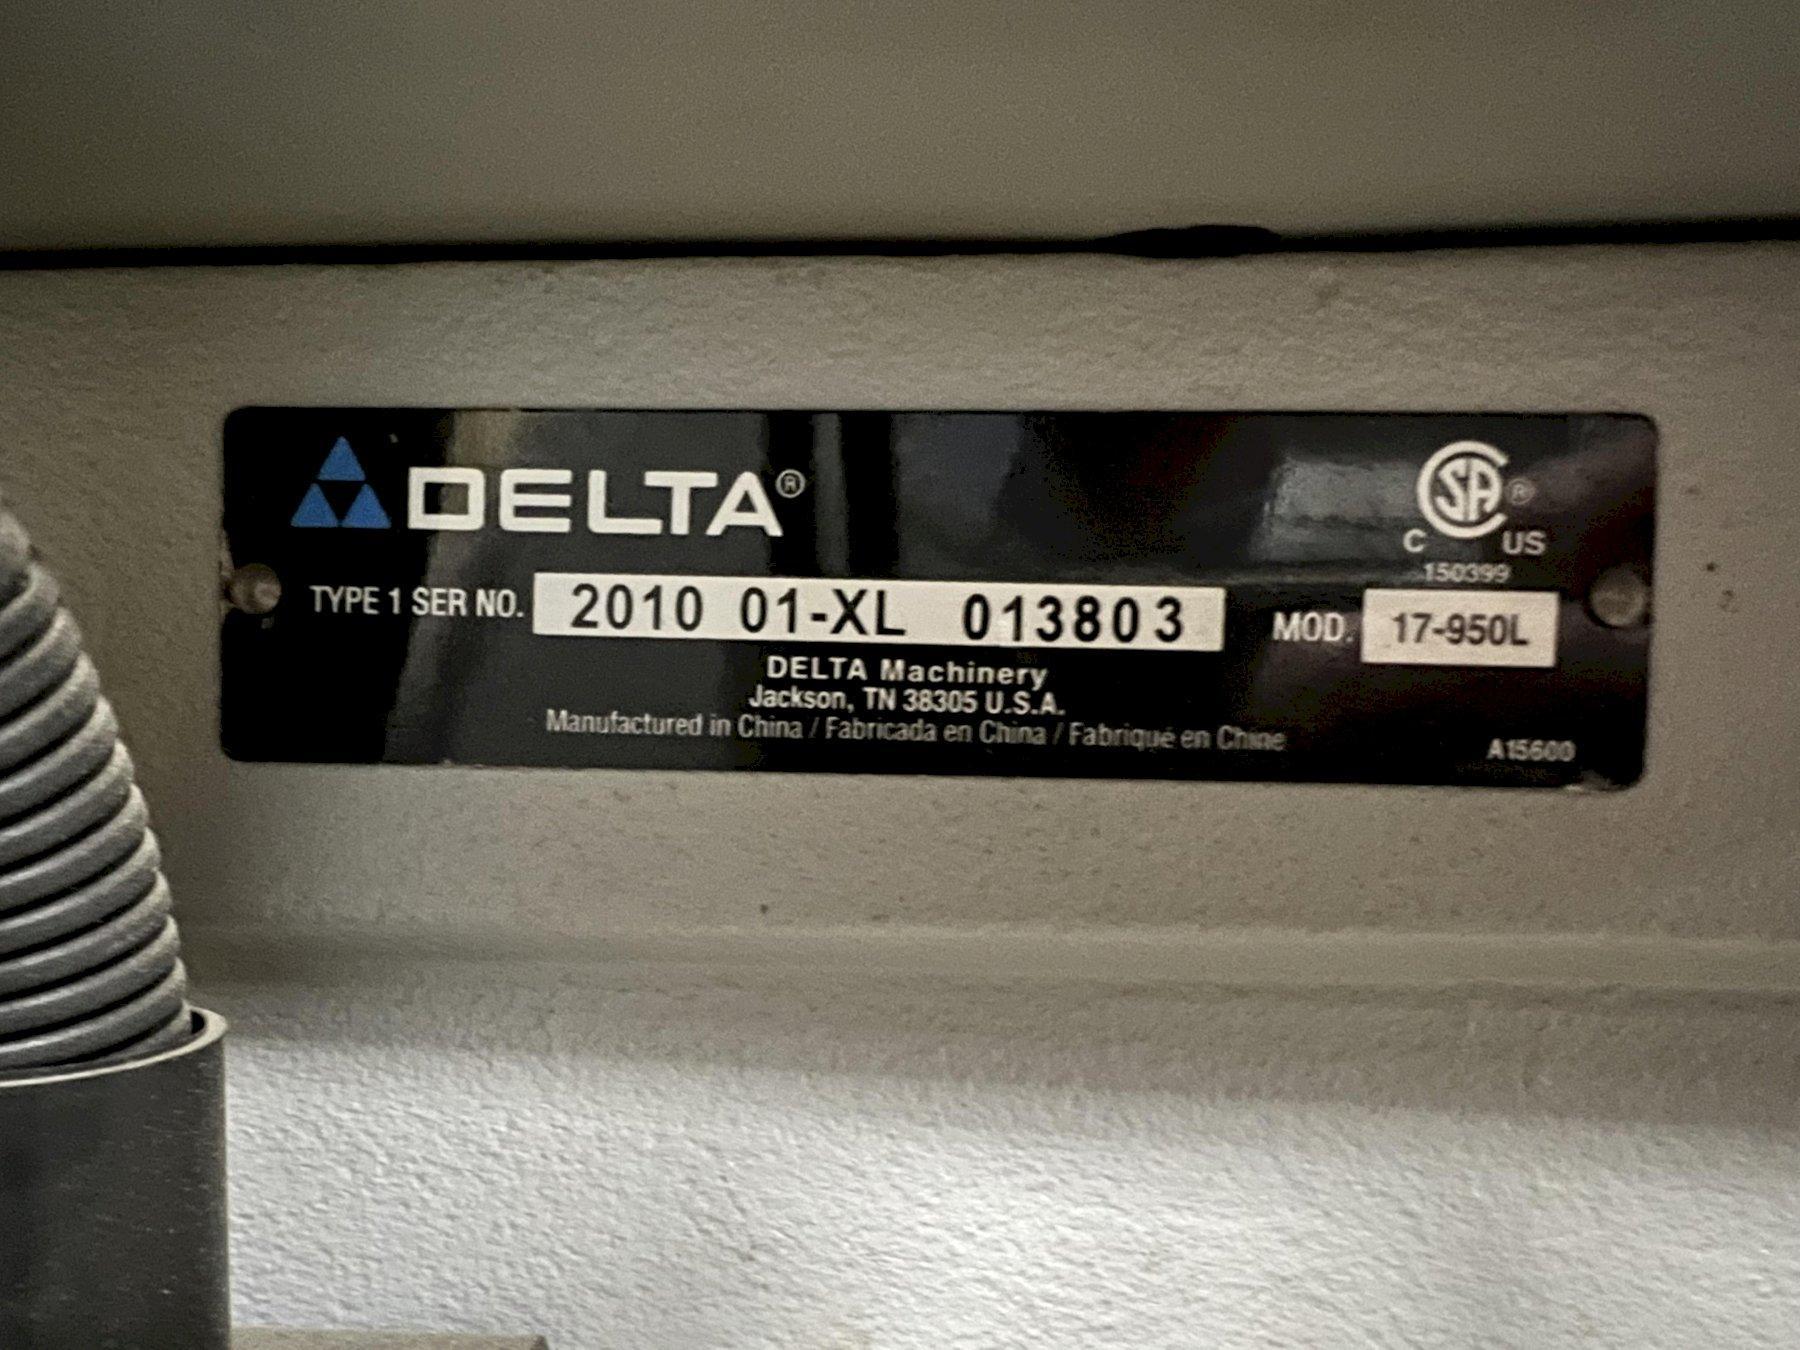 DELTA®
CSA®
C US
150399
TYPE 1 SER NO. 2010 01-XL 013803 MOD. 17-950L
DELTA Machinery
Jackson, TN 38305 U.S.A.
Manufactured in China / Fabricada en China / Fabriqué en Chine
A15600